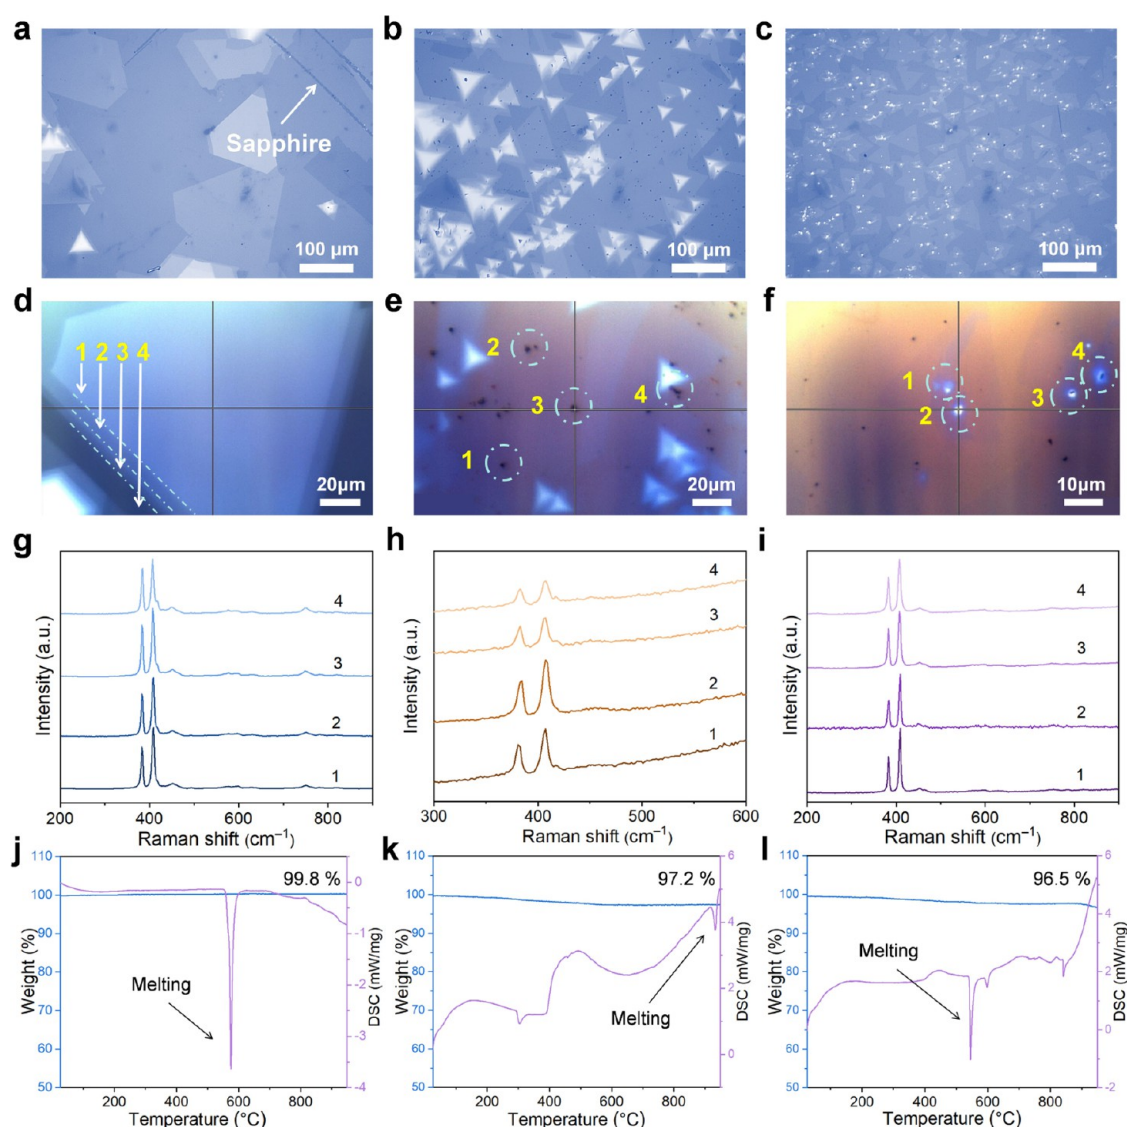 a
b
c
Sapphire
100 µm
100 µm
100 µm
d
e
f
1 2 3 4
2
3
4
1
1
2
3
4
20µm
20µm
10µm
g
h
i
4
3
2
1
4
3
2
1
4
3
2
1
Intensity (a.u.)
Intensity (a.u.)
Intensity (a.u.)
200 400 600 800
300 400 500 600
200 400 600 800
Raman shift (cm⁻¹)
Raman shift (cm⁻¹)
Raman shift (cm⁻¹)
j
k
l
110
100
90
80
70
60
50
Weight (%)
99.8 %
Melting
0
-1
-2
-3
-4
DSC (mW/mg)
200 400 600 800
Temperature (°C)
110
100
90
80
70
60
50
Weight (%)
97.2 %
Melting
6
4
2
0
DSC (mW/mg)
0 200 400 600 800
Temperature (°C)
110
100
90
80
70
60
50
Weight (%)
96.5 %
Melting
6
4
2
0
-2
DSC (mW/mg)
200 400 600 800
Temperature (°C)